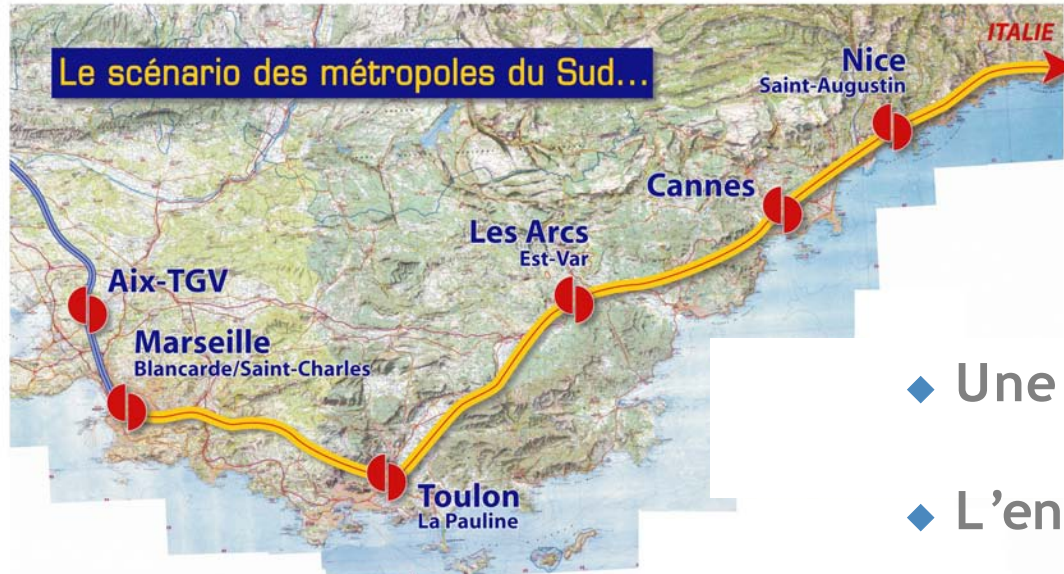 Le scénario des métropoles du Sud...
ITALIE
Nice
Saint-Augustin
Cannes
Les Arcs
Est-Var
Aix-TGV
Marseille
Blancarde/Saint-Charles
Toulon
La Pauline
◆ Une
◆ L'en